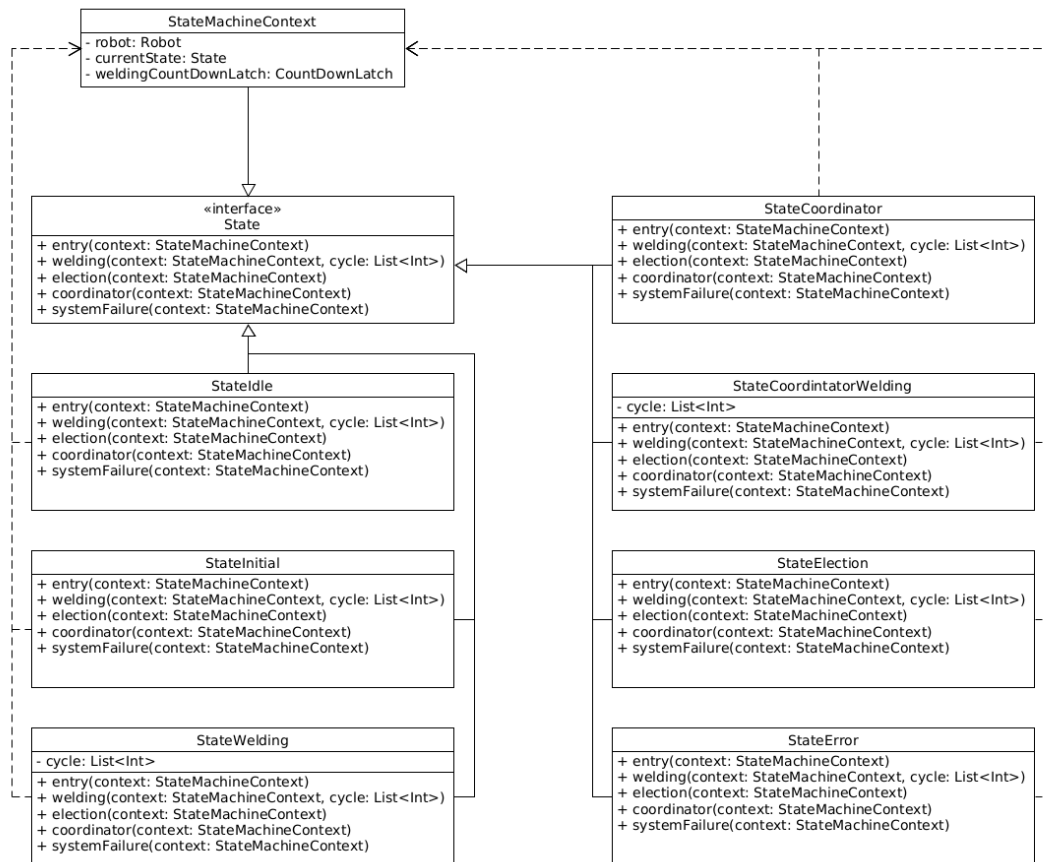 StateMachineContext
- robot: Robot
- currentState: State
- weldingCountDownLatch: CountDownLatch
«interface»
State
+ entry(context: StateMachineContext)
+ welding(context: StateMachineContext, cycle: List<Int>)
+ election(context: StateMachineContext)
+ coordinator(context: StateMachineContext)
+ systemFailure(context: StateMachineContext)
StateIdle
+ entry(context: StateMachineContext)
+ welding(context: StateMachineContext, cycle: List<Int>)
+ election(context: StateMachineContext)
+ coordinator(context: StateMachineContext)
+ systemFailure(context: StateMachineContext)
StateInitial
+ entry(context: StateMachineContext)
+ welding(context: StateMachineContext, cycle: List<Int>)
+ election(context: StateMachineContext)
+ coordinator(context: StateMachineContext)
+ systemFailure(context: StateMachineContext)
StateWelding
- cycle: List<Int>
+ entry(context: StateMachineContext)
+ welding(context: StateMachineContext, cycle: List<Int>)
+ election(context: StateMachineContext)
+ coordinator(context: StateMachineContext)
+ systemFailure(context: StateMachineContext)
StateCoordinator
+ entry(context: StateMachineContext)
+ welding(context: StateMachineContext, cycle: List<Int>)
+ election(context: StateMachineContext)
+ coordinator(context: StateMachineContext)
+ systemFailure(context: StateMachineContext)
StateCoordintatorWelding
- cycle: List<Int>
+ entry(context: StateMachineContext)
+ welding(context: StateMachineContext, cycle: List<Int>)
+ election(context: StateMachineContext)
+ coordinator(context: StateMachineContext)
+ systemFailure(context: StateMachineContext)
StateElection
+ entry(context: StateMachineContext)
+ welding(context: StateMachineContext, cycle: List<Int>)
+ election(context: StateMachineContext)
+ coordinator(context: StateMachineContext)
+ systemFailure(context: StateMachineContext)
StateError
+ entry(context: StateMachineContext)
+ welding(context: StateMachineContext, cycle: List<Int>)
+ election(context: StateMachineContext)
+ coordinator(context: StateMachineContext)
+ systemFailure(context: StateMachineContext)